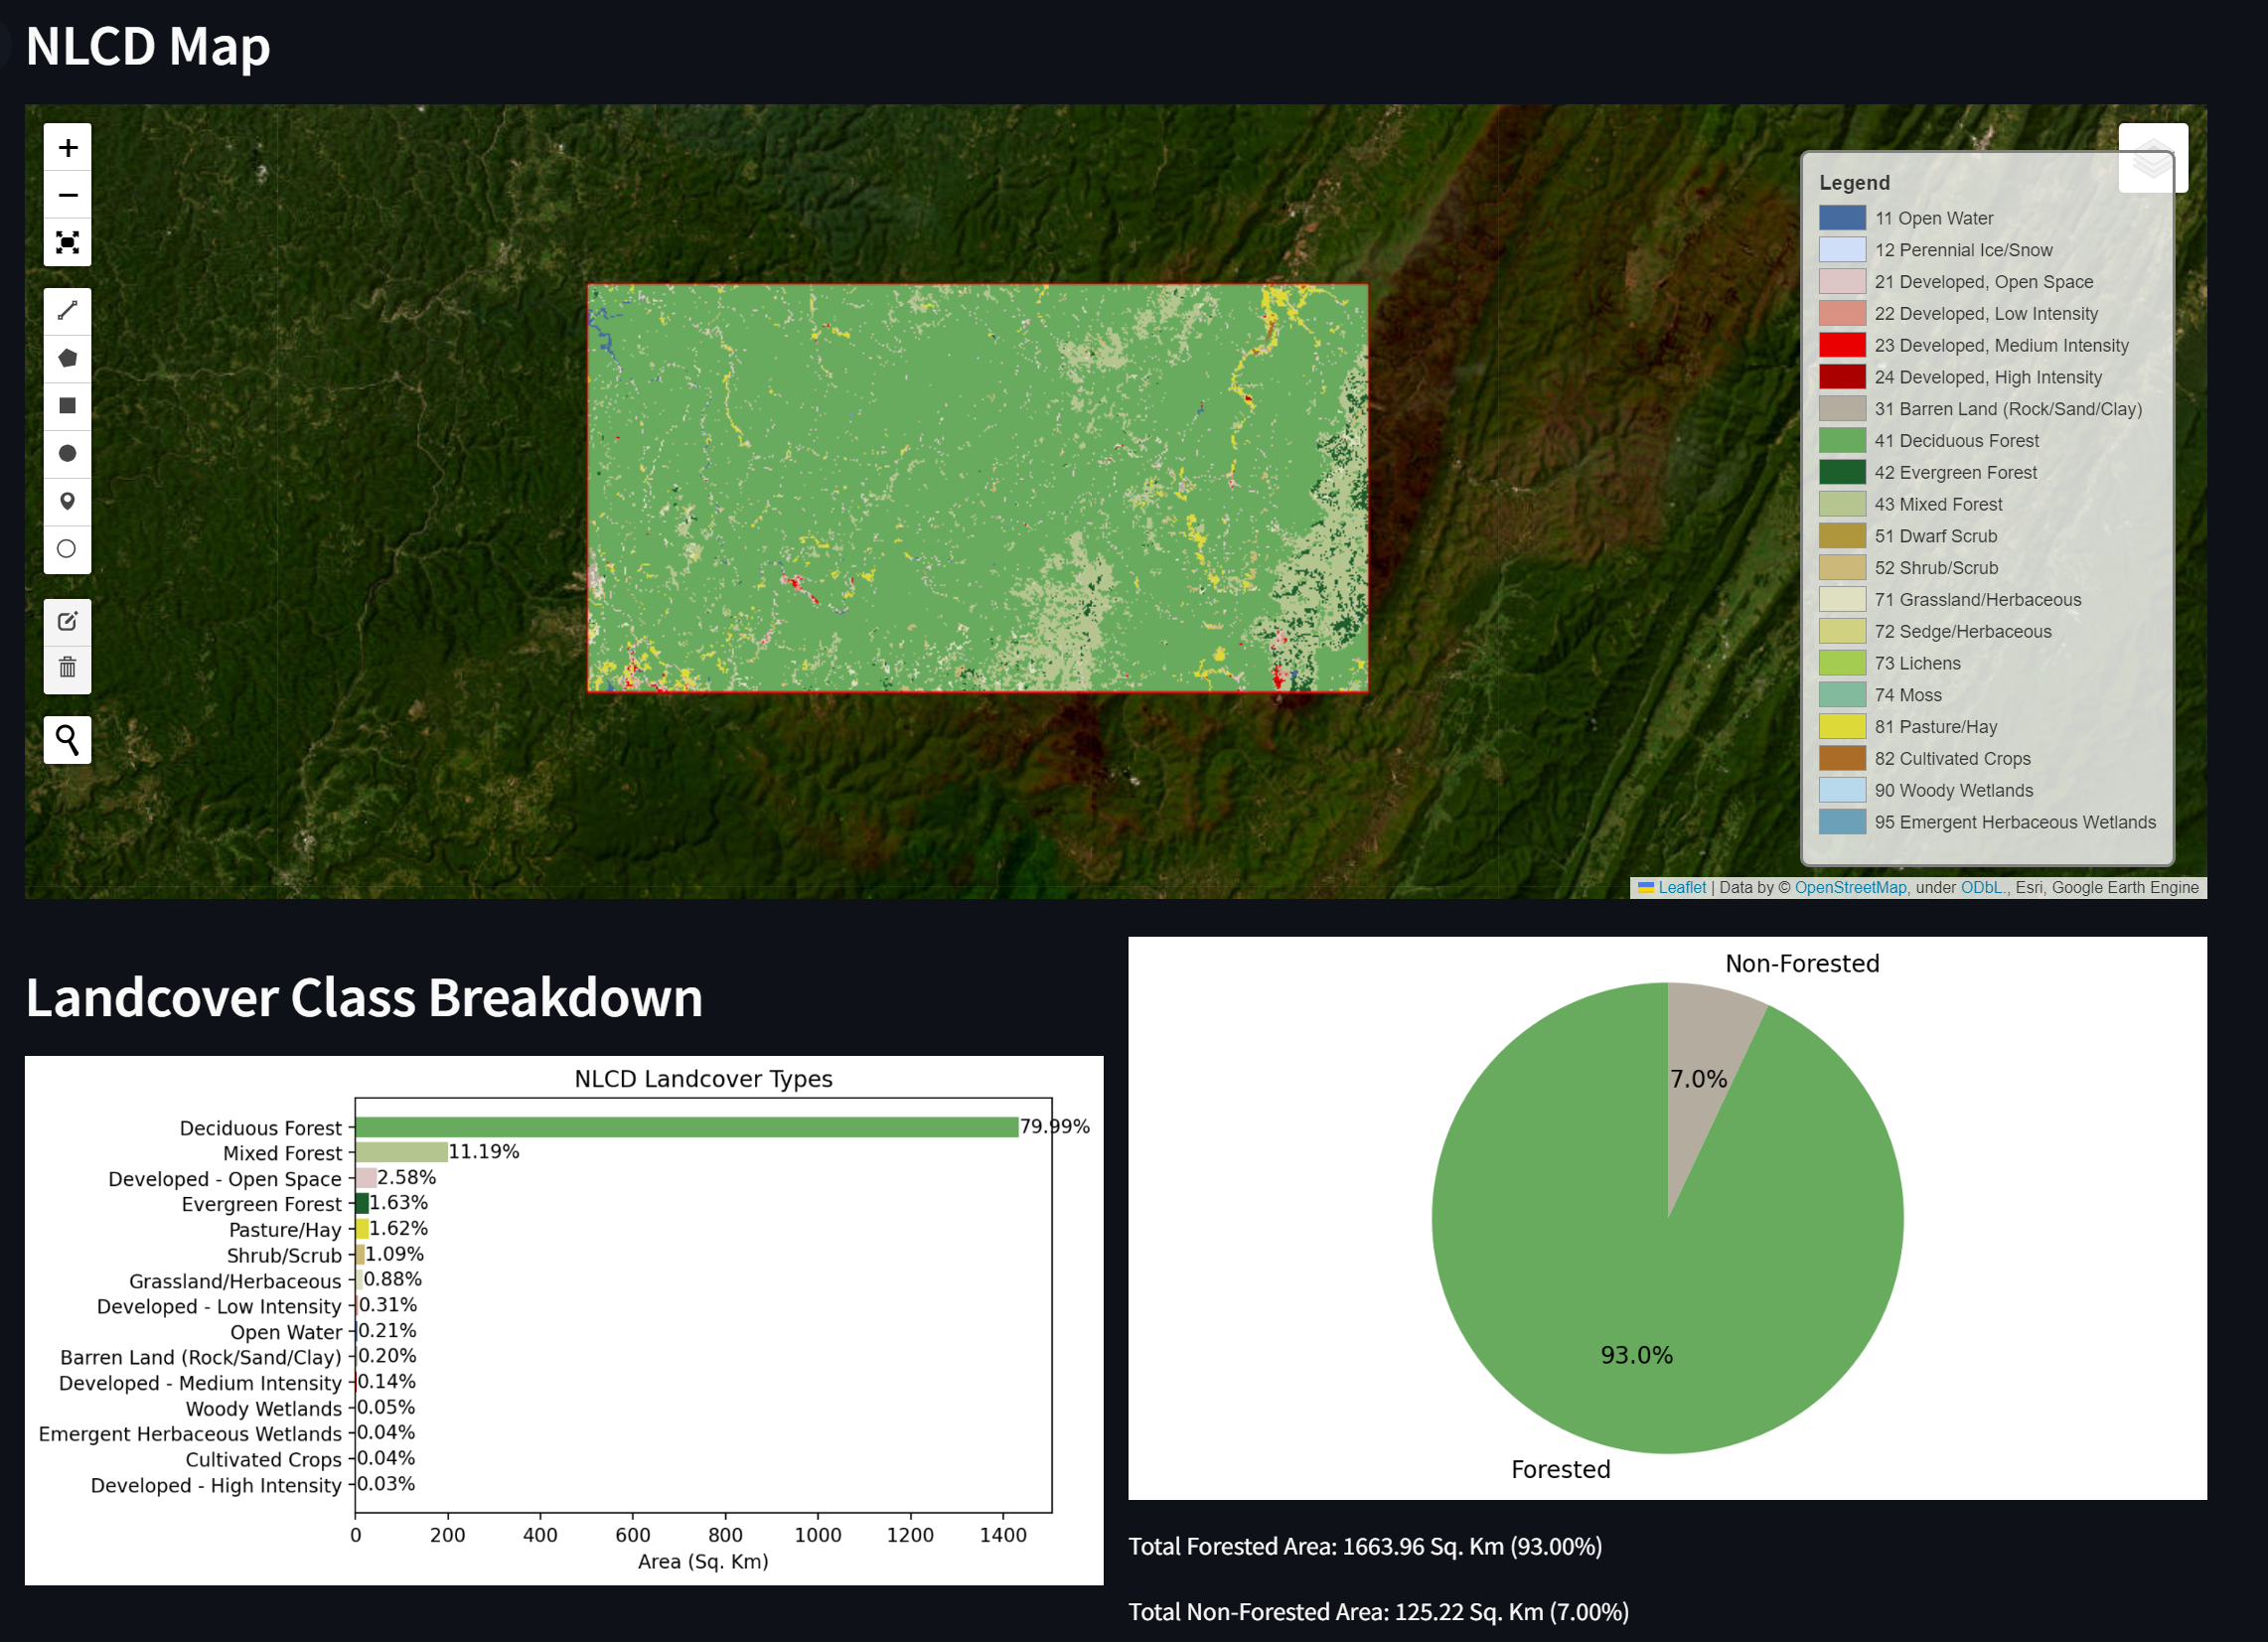 NLCD Map
+
−
Legend
11 Open Water
12 Perennial Ice/Snow
21 Developed, Open Space
22 Developed, Low Intensity
23 Developed, Medium Intensity
24 Developed, High Intensity
31 Barren Land (Rock/Sand/Clay)
41 Deciduous Forest
42 Evergreen Forest
43 Mixed Forest
51 Dwarf Scrub
52 Shrub/Scrub
71 Grassland/Herbaceous
72 Sedge/Herbaceous
73 Lichens
74 Moss
81 Pasture/Hay
82 Cultivated Crops
90 Woody Wetlands
95 Emergent Herbaceous Wetlands
Leaflet | Data by © OpenStreetMap, under ODbL., Esri, Google Earth Engine
Landcover Class Breakdown
NLCD Landcover Types
Deciduous Forest 79.99%
Mixed Forest 11.19%
Developed - Open Space 2.58%
Evergreen Forest 1.63%
Pasture/Hay 1.62%
Shrub/Scrub 1.09%
Grassland/Herbaceous 0.88%
Developed - Low Intensity 0.31%
Open Water 0.21%
Barren Land (Rock/Sand/Clay) 0.20%
Developed - Medium Intensity 0.14%
Woody Wetlands 0.05%
Emergent Herbaceous Wetlands 0.04%
Cultivated Crops 0.04%
Developed - High Intensity 0.03%
0 200 400 600 800 1000 1200 1400
Area (Sq. Km)
Non-Forested
7.0%
93.0%
Forested
Total Forested Area: 1663.96 Sq. Km (93.00%)
Total Non-Forested Area: 125.22 Sq. Km (7.00%)